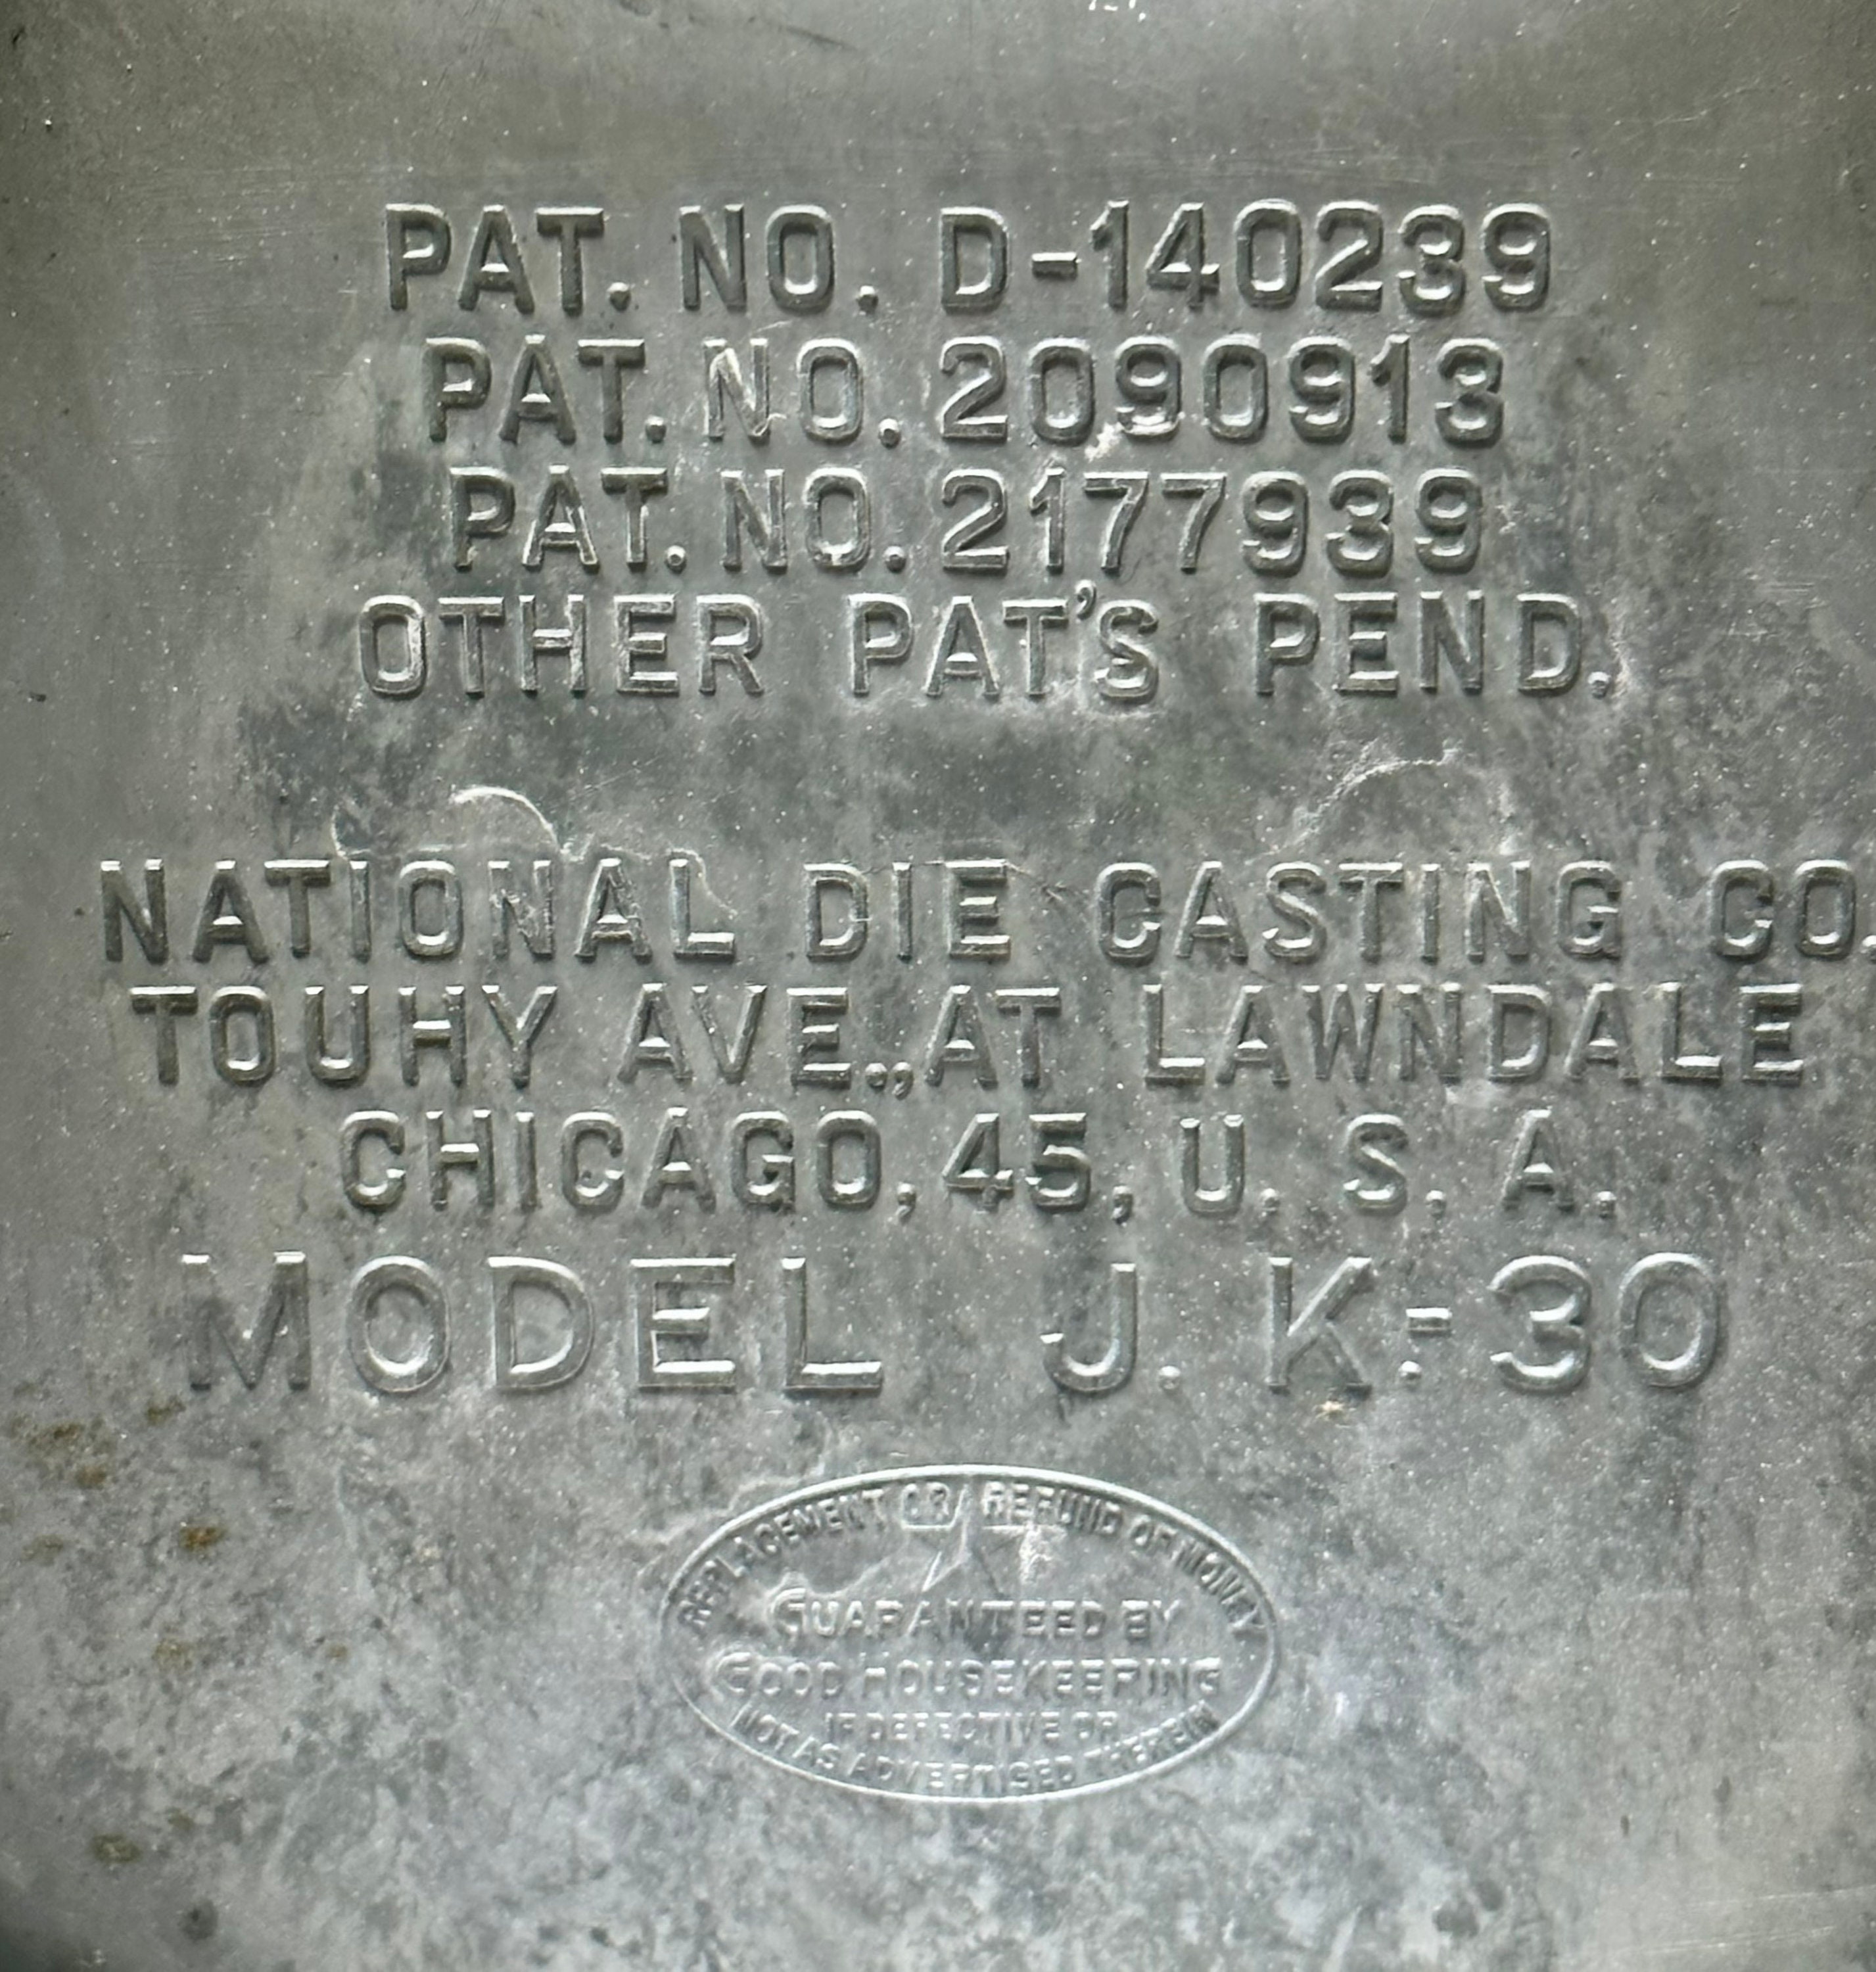 PAT. NO. D-140239
PAT. NO. 2090913
PAT. NO. 2177939
OTHER PAT'S PEND.
NATIONAL DIE CASTING CO.
TOUHY AVE., AT LAWNDALE
CHICAGO, 45, U. S. A.
MODEL J. K.=30
REPLACEMENT OR REFUND OF MONEY
GUARANTEED BY
GOOD HOUSEKEEPING
IF DEFECTIVE OR
NOT AS ADVERTISED THEREIN